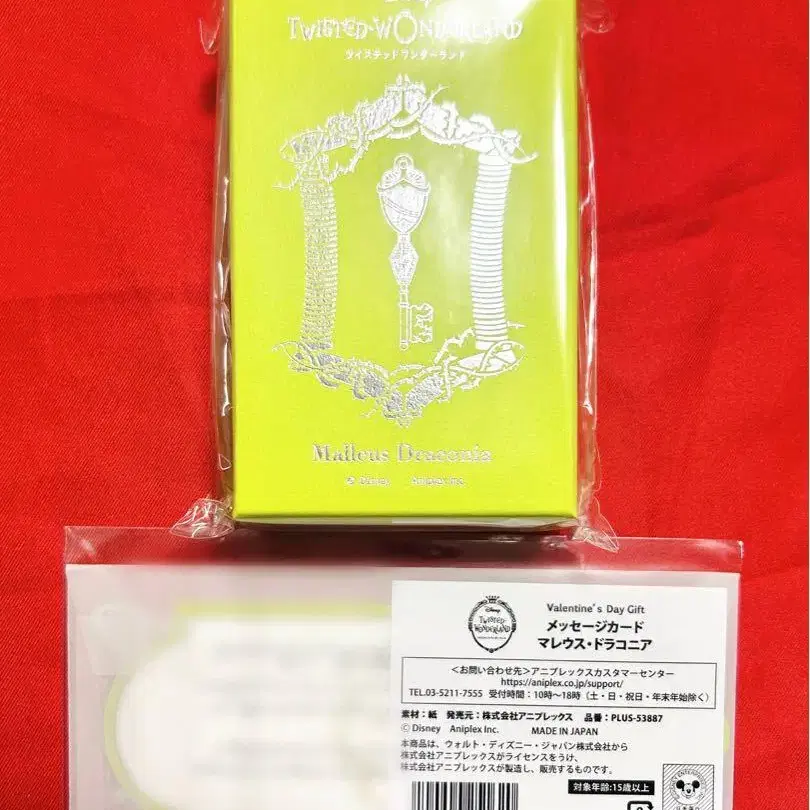 TWISTED-WONDERLAND
ツイステッドワンダーランド
Malleus Draconia
© Disney Aniplex Inc.
Disney
TWISTED-
WONDERLAND
Valentine's Day Gift
メッセージカード
マレウス・ドラコニア
<お問い合わせ先>アニプレックスカスタマーセンター
https://aniplex.co.jp/support/
TEL.03-5211-7555 受付時間:10時~18時(土・日・祝日・年末年始除く)
素材:紙 発売元:株式会社アニプレックス 品番:PLUS-53887
© Disney Aniplex Inc. MADE IN JAPAN
本商品は、ウォルト・ディズニー・ジャパン株式会社から
株式会社アニプレックスがライセンスをうけ、
株式会社アニプレックスが製造し、販売するものです。
対象年齢:15歳以上